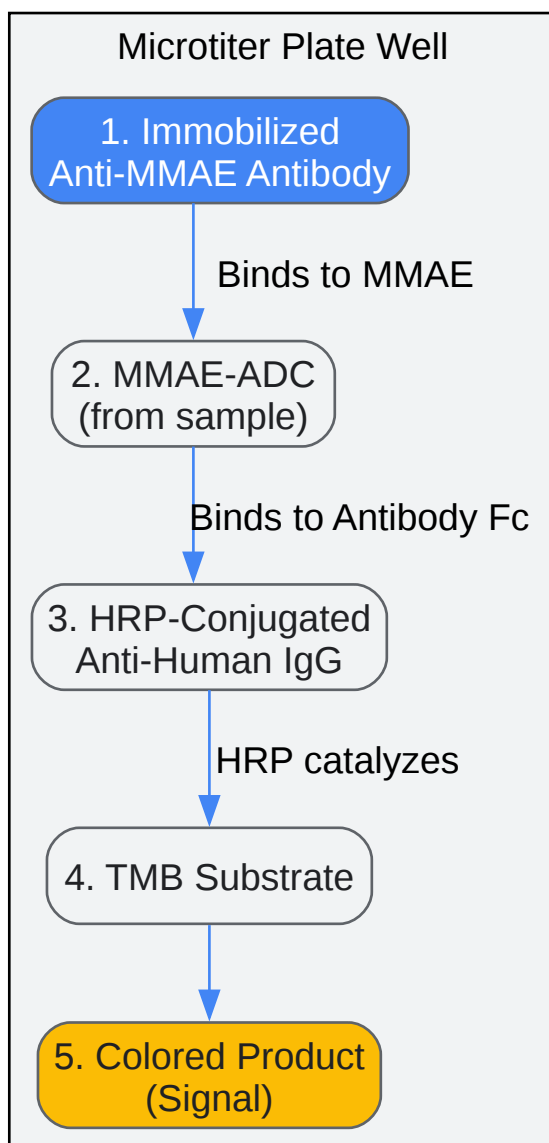 Microtiter Plate Well
1. Immobilized
Anti-MMAE Antibody
Binds to MMAE
2. MMAE-ADC
(from sample)
Binds to Antibody Fc
3. HRP-Conjugated
Anti-Human IgG
HRP catalyzes
4. TMB Substrate
5. Colored Product
(Signal)